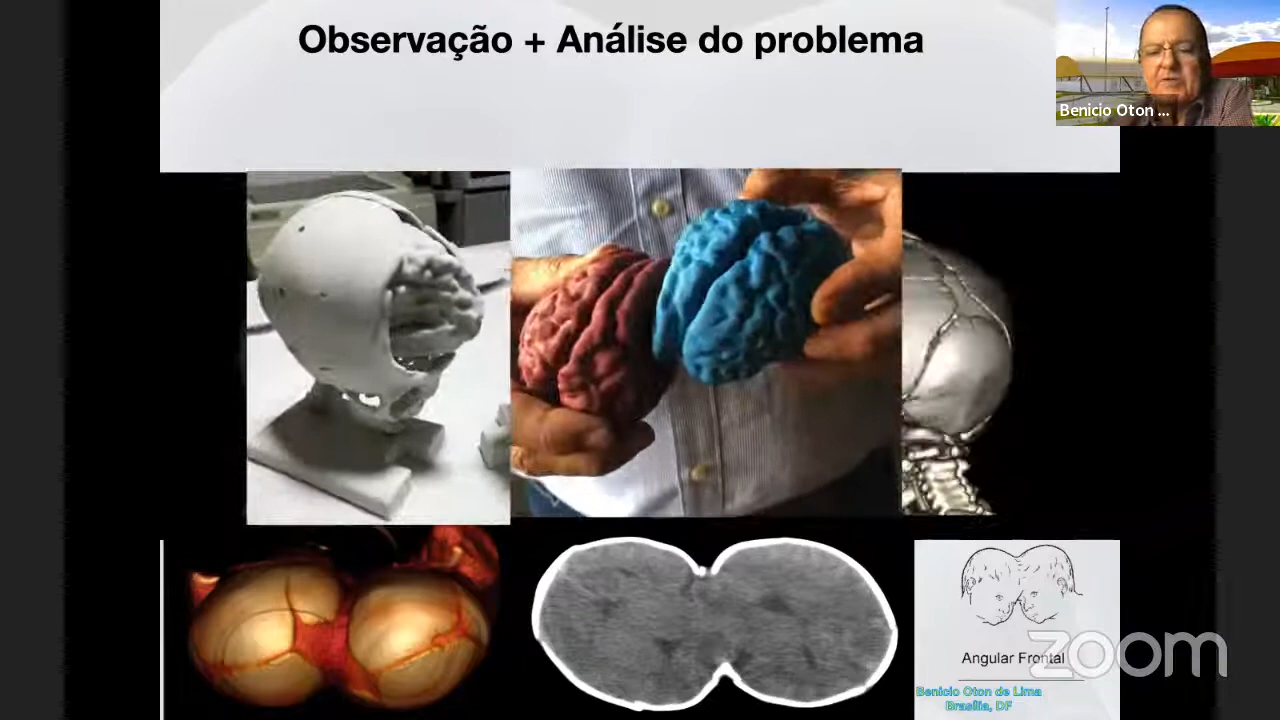 Observação + Análise do problema
Benicio Oton ...
Angular Frontal
zoom
Benicio Oton de Lima
Brasília, DF